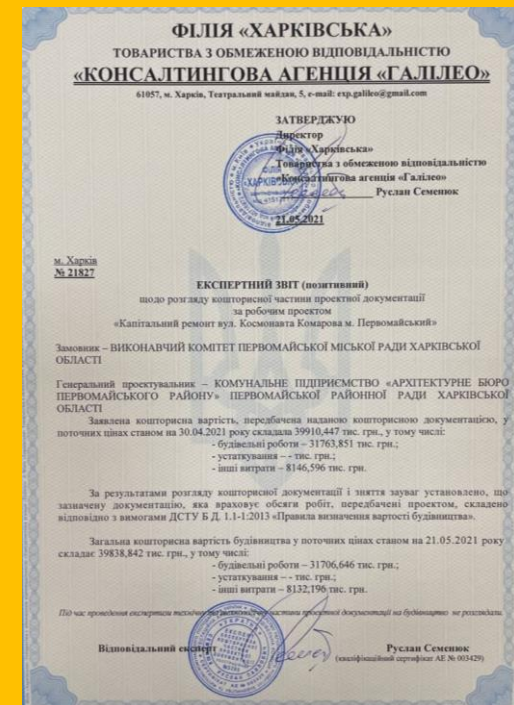 ФІЛІЯ «ХАРКІВСЬКА»
ТОВАРИСТВА З ОБМЕЖЕНОЮ ВІДПОВІДАЛЬНІСТЮ
«КОНСАЛТИНГОВА АГЕНЦІЯ «ГАЛІЛЕО»
61057, м. Харків, Театральний майдан, 5, e-mail: exp.galileo@gmail.com
ЗАТВЕРДЖУЮ
Директор
Філія «Харківська»
Товариства з обмеженою відповідальністю
«Консалтингова агенція «Галілео»
Руслан Семенюк
21.05.2021
м. Харків
№ 21827
ЕКСПЕРТНИЙ ЗВІТ (позитивний)
щодо розгляду кошторисної частини проектної документації
за робочим проектом
«Капітальний ремонт вул. Космонавта Комарова м. Первомайський»
Замовник – ВИКОНАВЧИЙ КОМІТЕТ ПЕРВОМАЙСЬКОЇ МІСЬКОЇ РАДИ ХАРКІВСЬКОЇ
ОБЛАСТІ
Генеральний проектувальник – КОМУНАЛЬНЕ ПІДПРИЄМСТВО «АРХІТЕКТУРНЕ БЮРО
ПЕРВОМАЙСЬКОГО РАЙОНУ» ПЕРВОМАЙСЬКОЇ РАЙОННОЇ РАДИ ХАРКІВСЬКОЇ
ОБЛАСТІ
Заявлена кошторисна вартість, передбачена наданою кошторисною документацією, у
поточних цінах станом на 30.04.2021 року складала 39910,447 тис. грн., у тому числі:
- будівельні роботи – 31763,851 тис. грн.;
- устаткування – - тис. грн.;
- інші витрати – 8146,596 тис. грн.
За результатами розгляду кошторисної документації і зняття зауваг установлено, що
зазначену документацію, яка враховує обсяги робіт, передбачені проектом, складено
відповідно з вимогами ДСТУ Б Д. 1.1-1:2013 «Правила визначення вартості будівництва».
Загальна кошторисна вартість будівництва у поточних цінах станом на 21.05.2021 року
складає 39838,842 тис. грн., у тому числі:
- будівельні роботи – 31706,646 тис. грн.;
- устаткування – - тис. грн.;
- інші витрати – 8132,196 тис. грн.
Під час проведення експертизи частини проектної документації на будівництво не розглядали.
Відповідальний експерт
Руслан Семенюк
(кваліфікаційний сертифікат АЕ № 003429)